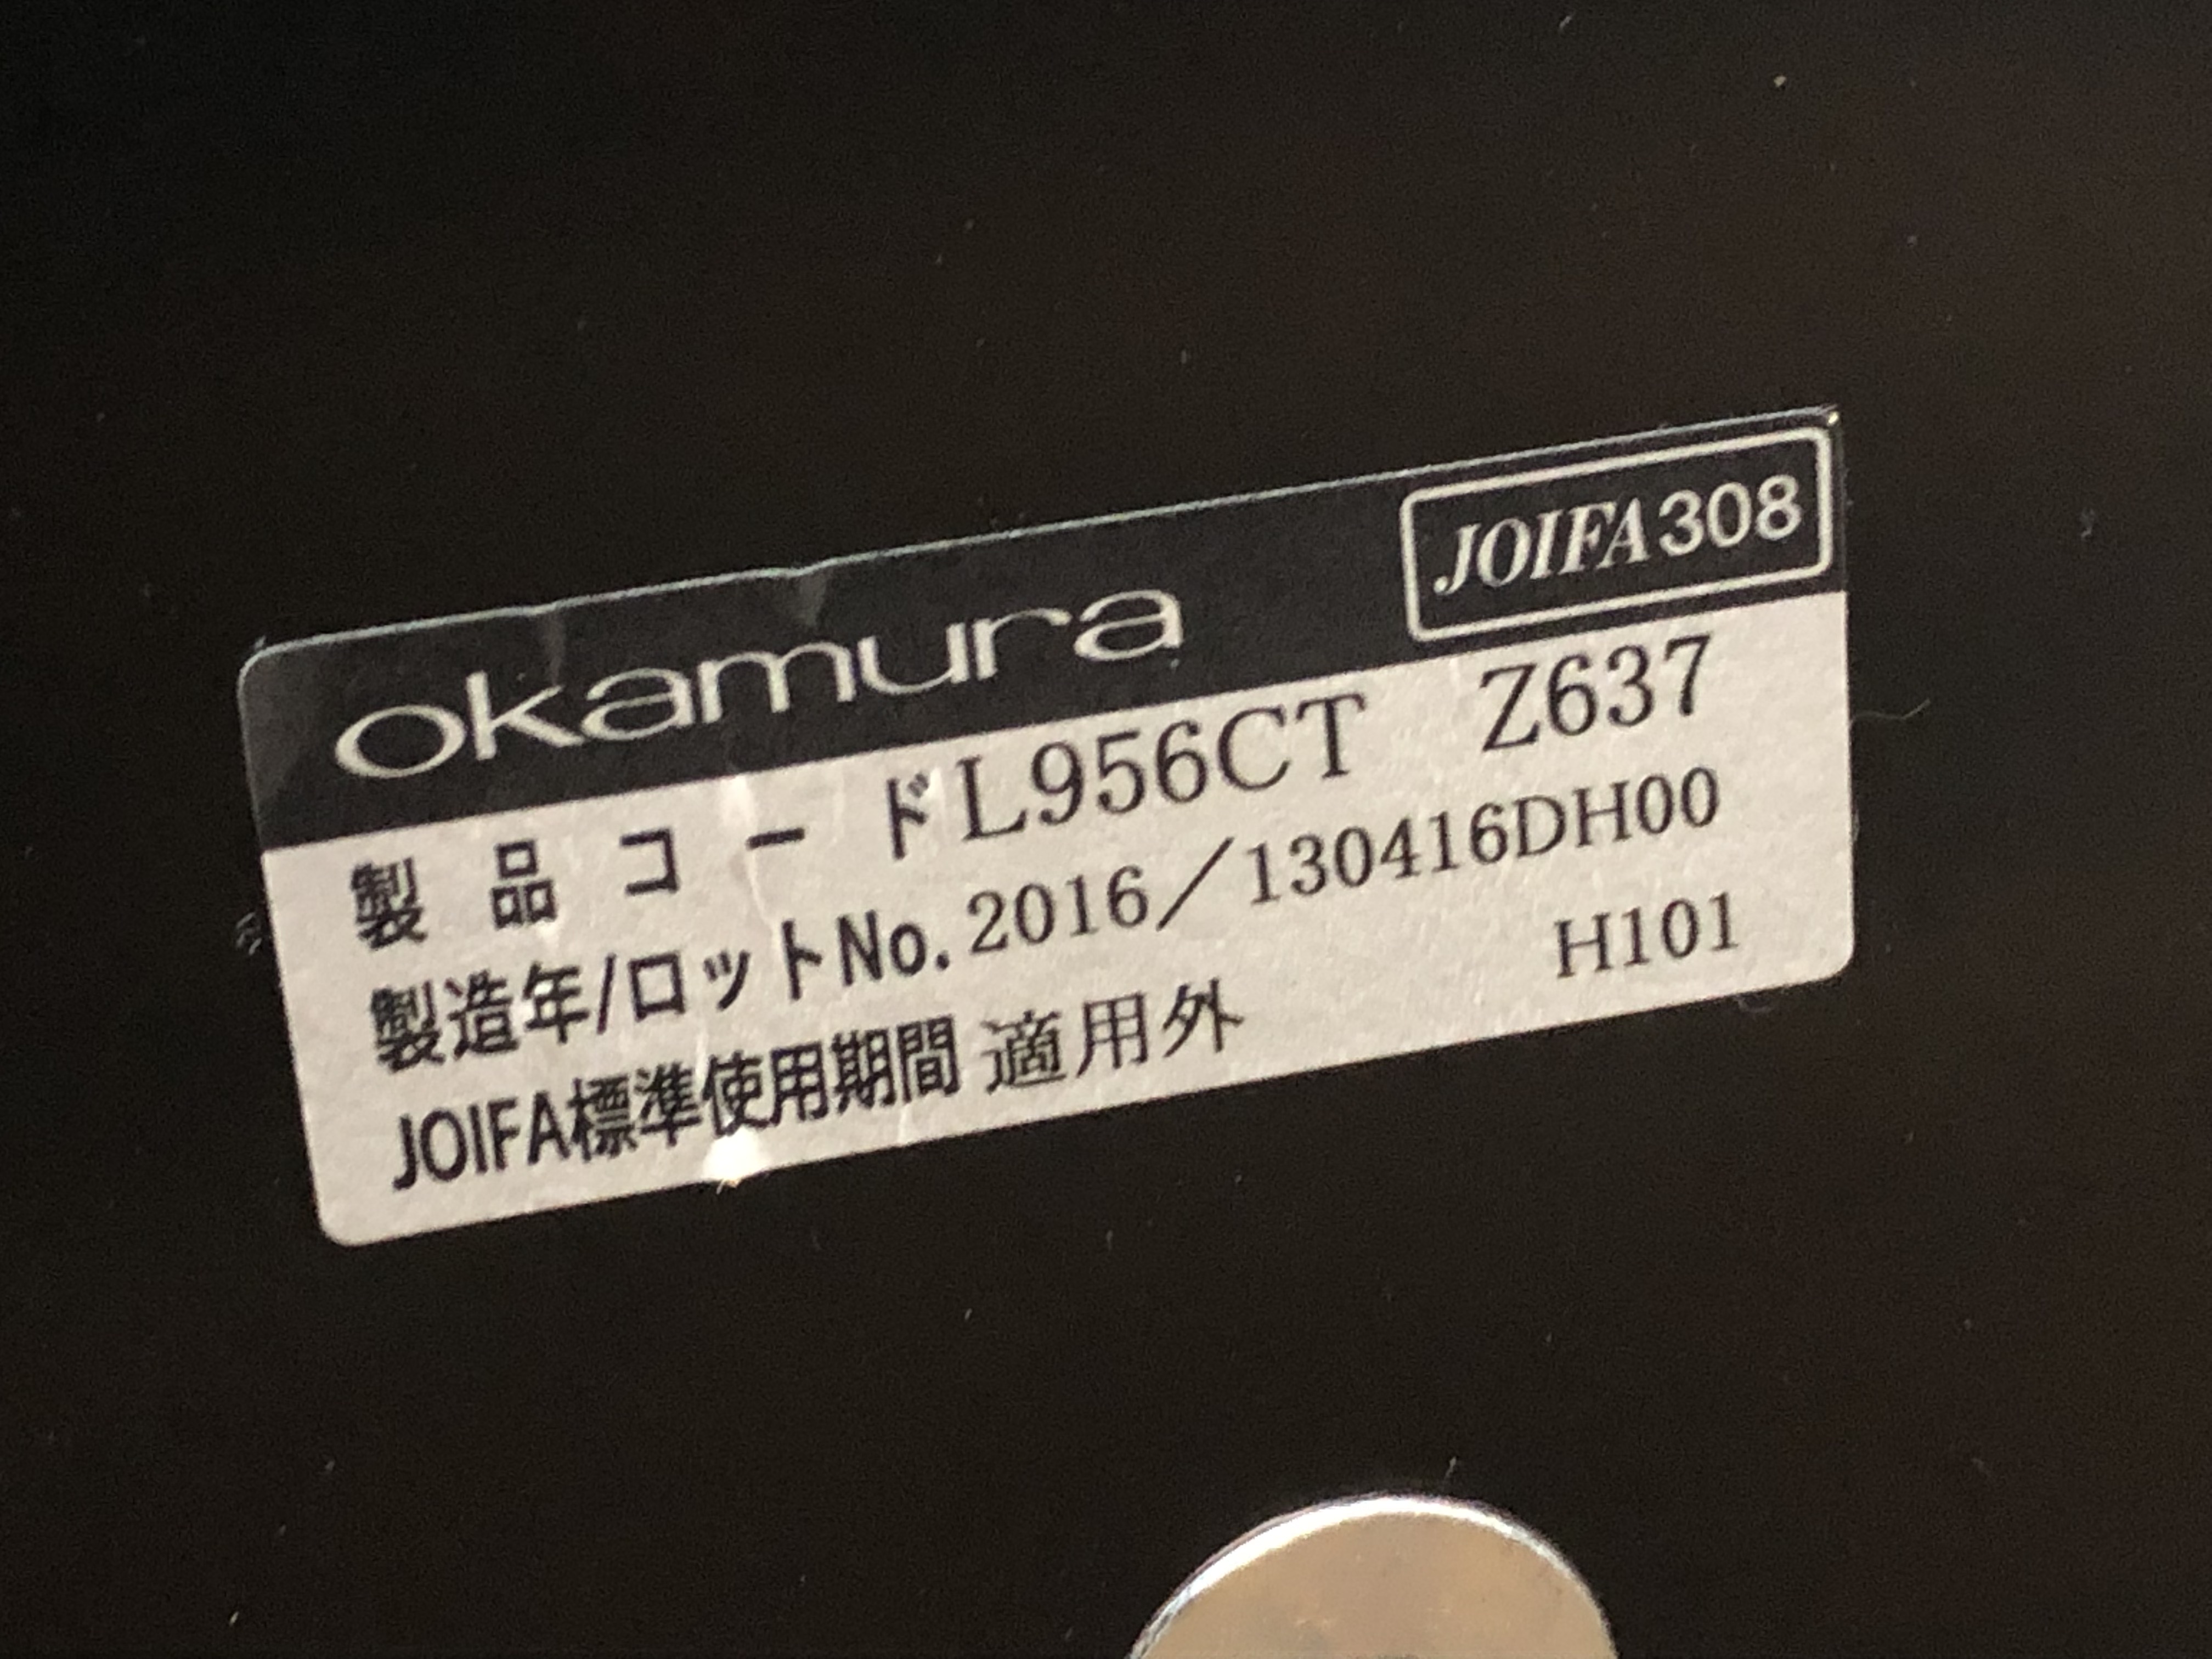 okamura JOIFA308
製品コードL956CT Z637
製造年/ロットNo.2016／130416DH00
H101
JOIFA標準使用期間 適用外